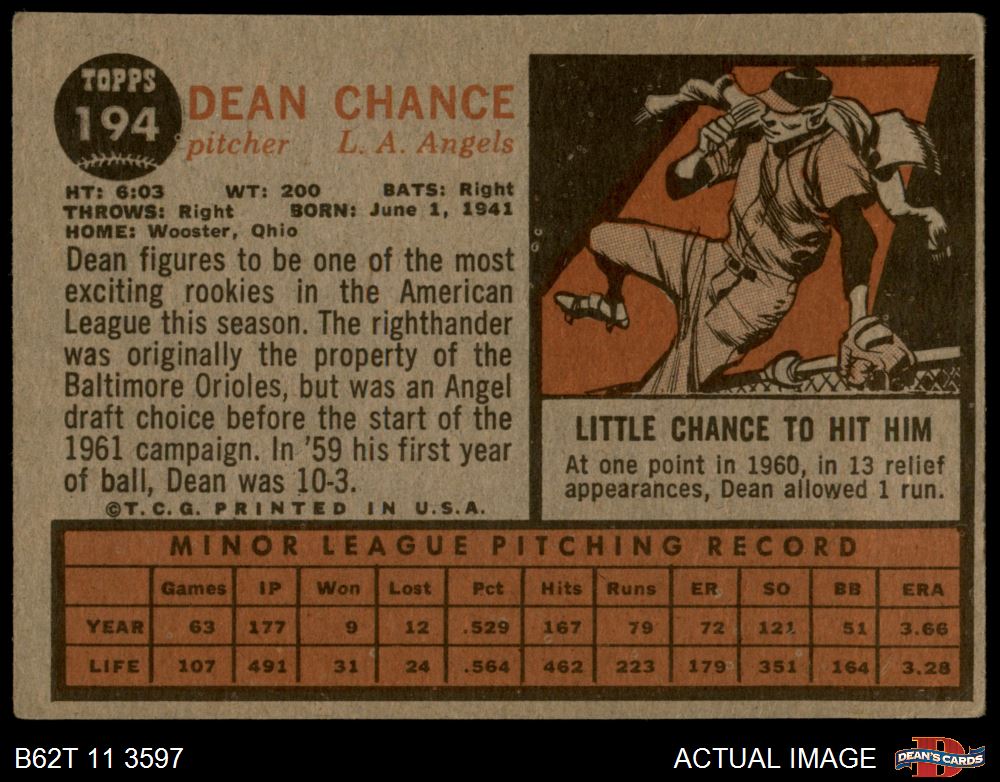 TOPPS
194
DEAN CHANCE
pitcher L. A. Angels
HT: 6:03 WT: 200 BATS: Right
THROWS: Right BORN: June 1, 1941
HOME: Wooster, Ohio
Dean figures to be one of the most
exciting rookies in the American
League this season. The righthander
was originally the property of the
Baltimore Orioles, but was an Angel
draft choice before the start of the
1961 campaign. In '59 his first year
of ball, Dean was 10-3.
©T. C. G. PRINTED IN U.S.A.
LITTLE CHANCE TO HIT HIM
At one point in 1960, in 13 relief
appearances, Dean allowed 1 run.
MINOR LEAGUE PITCHING RECORD
Games IP Won Lost Pct Hits Runs ER SO BB ERA
YEAR 63 177 9 12 .529 167 79 72 121 51 3.66
LIFE 107 491 31 24 .564 462 223 179 351 164 3.28
B62T 11 3597
ACTUAL IMAGE
D
DEAN'S CARDS